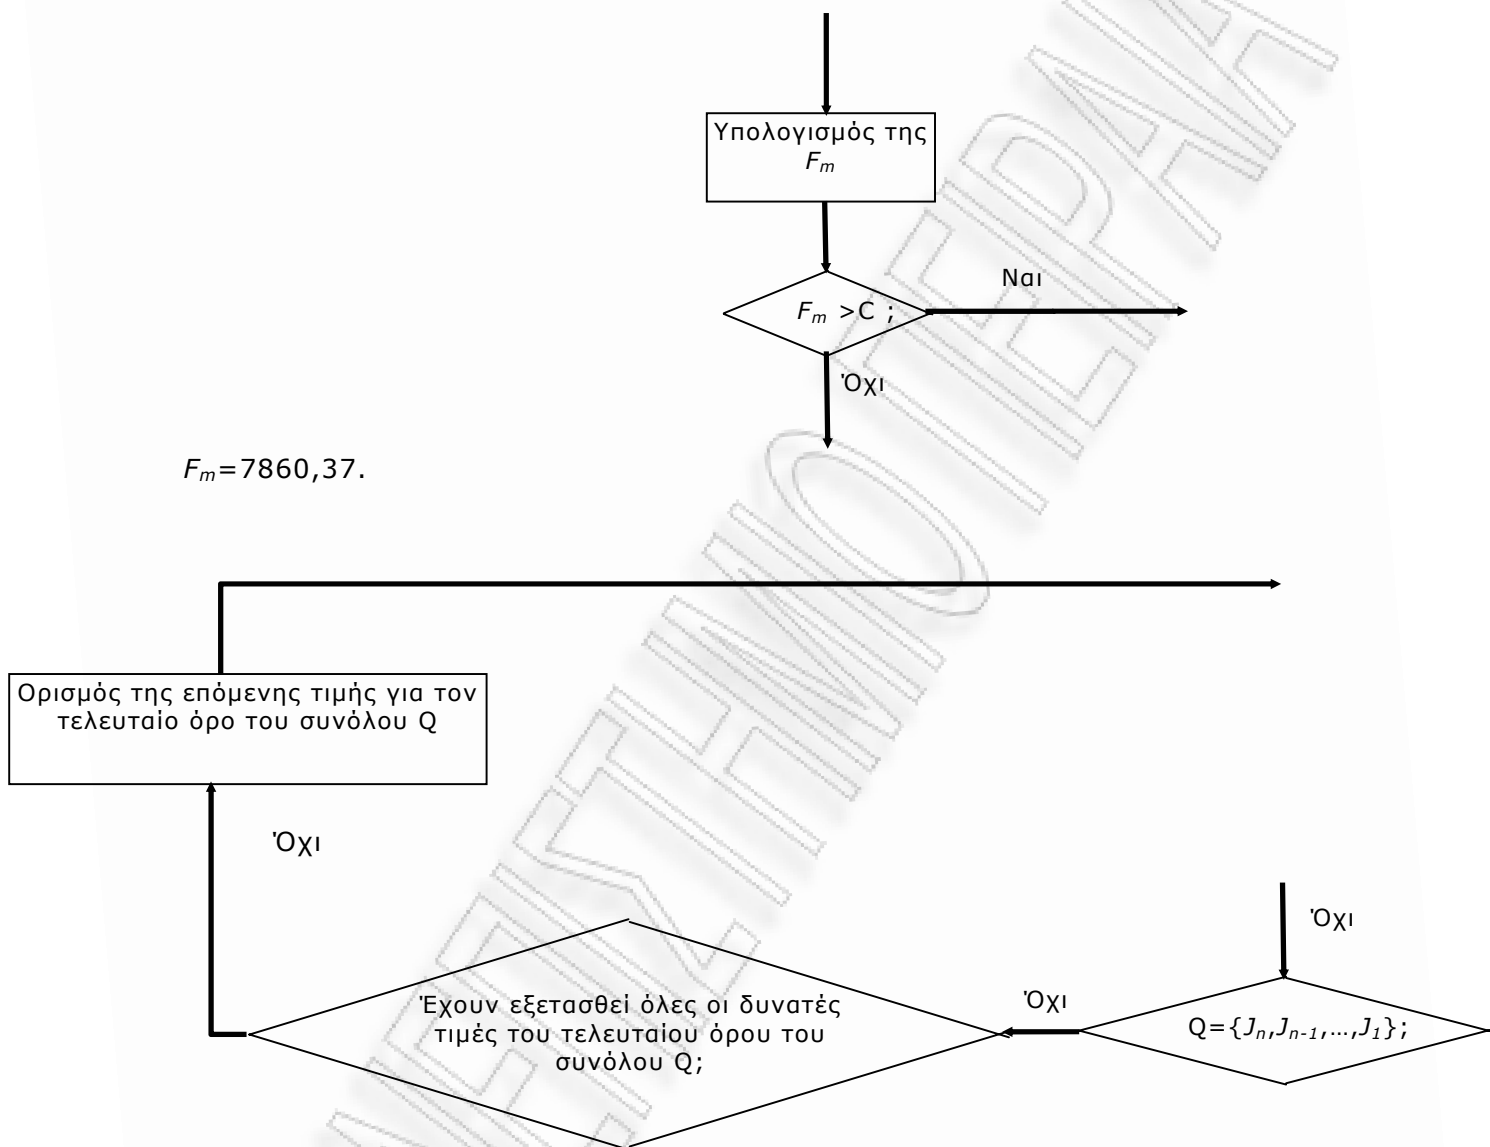 Υπολογισμός της
Fm
Fm >C ;
Ναι
Όχι
Fm=7860,37.
Ορισμός της επόμενης τιμής για τον
τελευταίο όρο του συνόλου Q
Όχι
Όχι
Έχουν εξετασθεί όλες οι δυνατές
τιμές του τελευταίου όρου του
συνόλου Q;
Όχι
Q={Jn,Jn-1,...,J1};